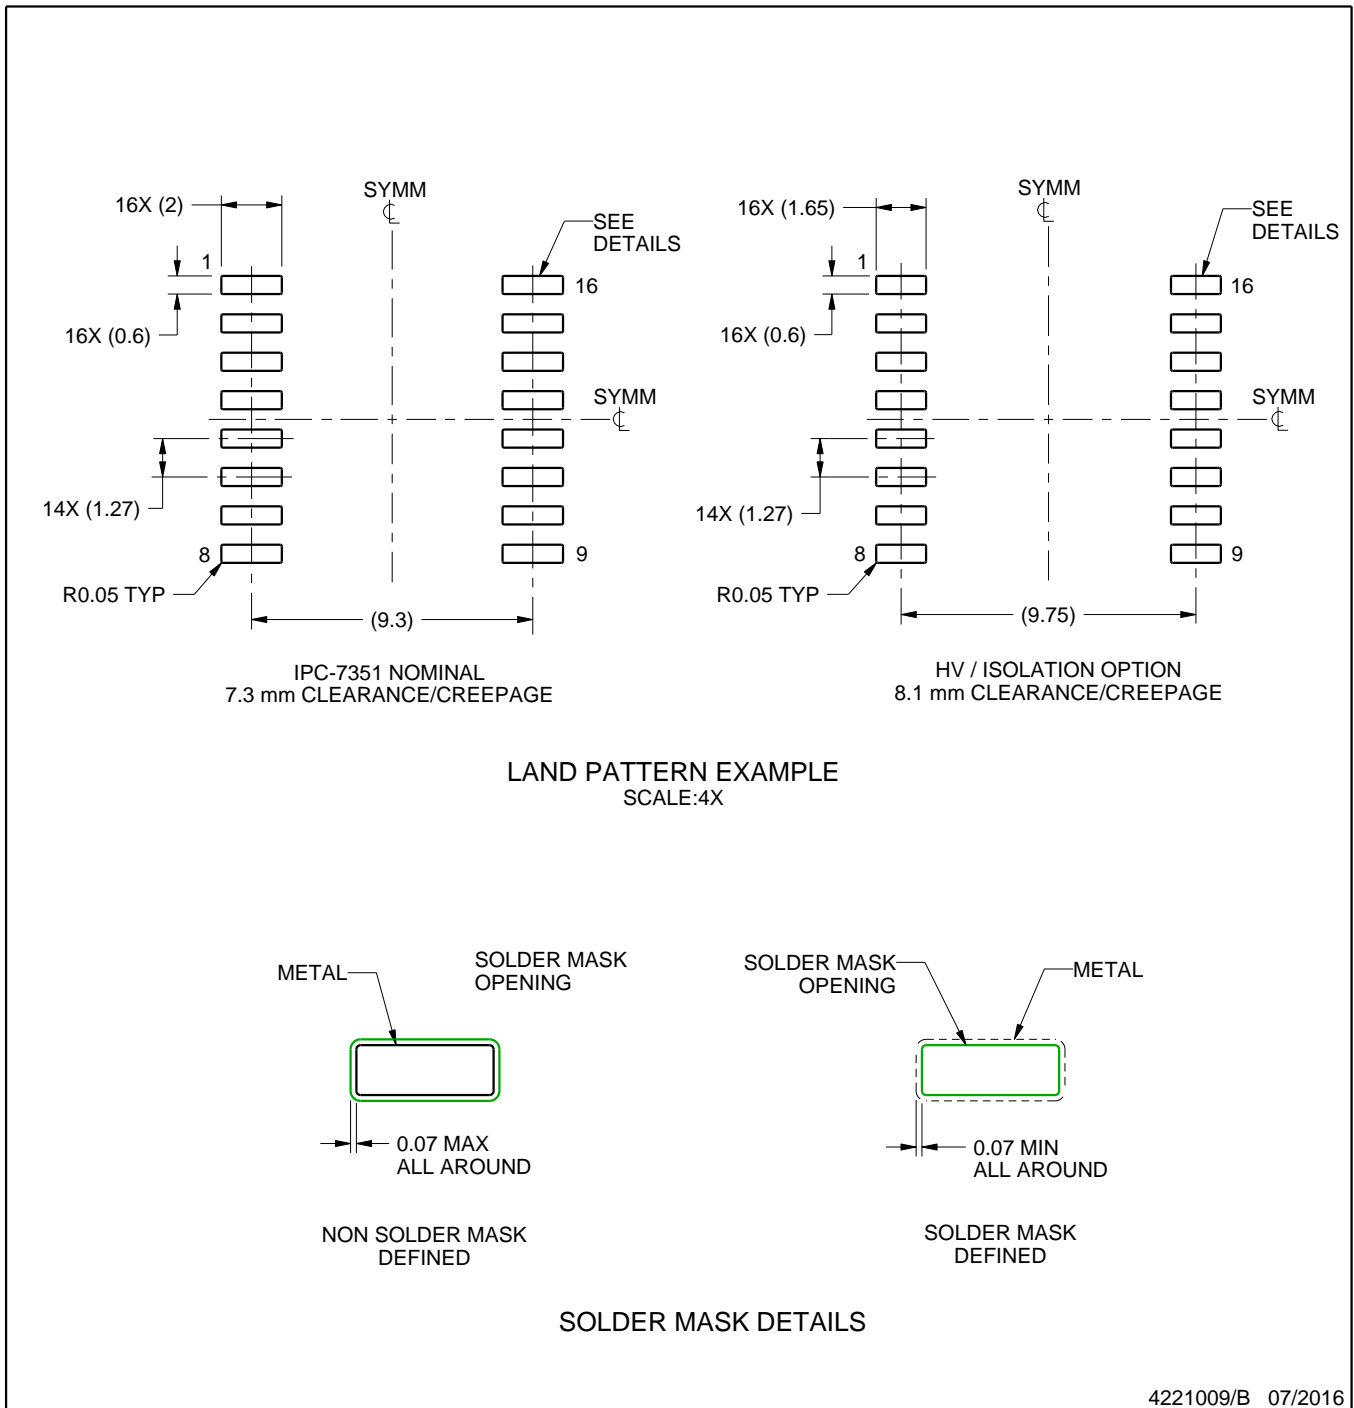 SYMM
16X (2)
SEE
DETAILS
1
16
16X (0.6)
SYMM
14X (1.27)
8
9
R0.05 TYP
(9.3)
IPC-7351 NOMINAL
7.3 mm CLEARANCE/CREEPAGE
SYMM
16X (1.65)
SEE
DETAILS
1
16
16X (0.6)
SYMM
14X (1.27)
8
9
R0.05 TYP
(9.75)
HV / ISOLATION OPTION
8.1 mm CLEARANCE/CREEPAGE
LAND PATTERN EXAMPLE
SCALE:4X
METAL
SOLDER MASK
OPENING
0.07 MAX
ALL AROUND
NON SOLDER MASK
DEFINED
SOLDER MASK
OPENING
METAL
0.07 MIN
ALL AROUND
SOLDER MASK
DEFINED
SOLDER MASK DETAILS
4221009/B 07/2016